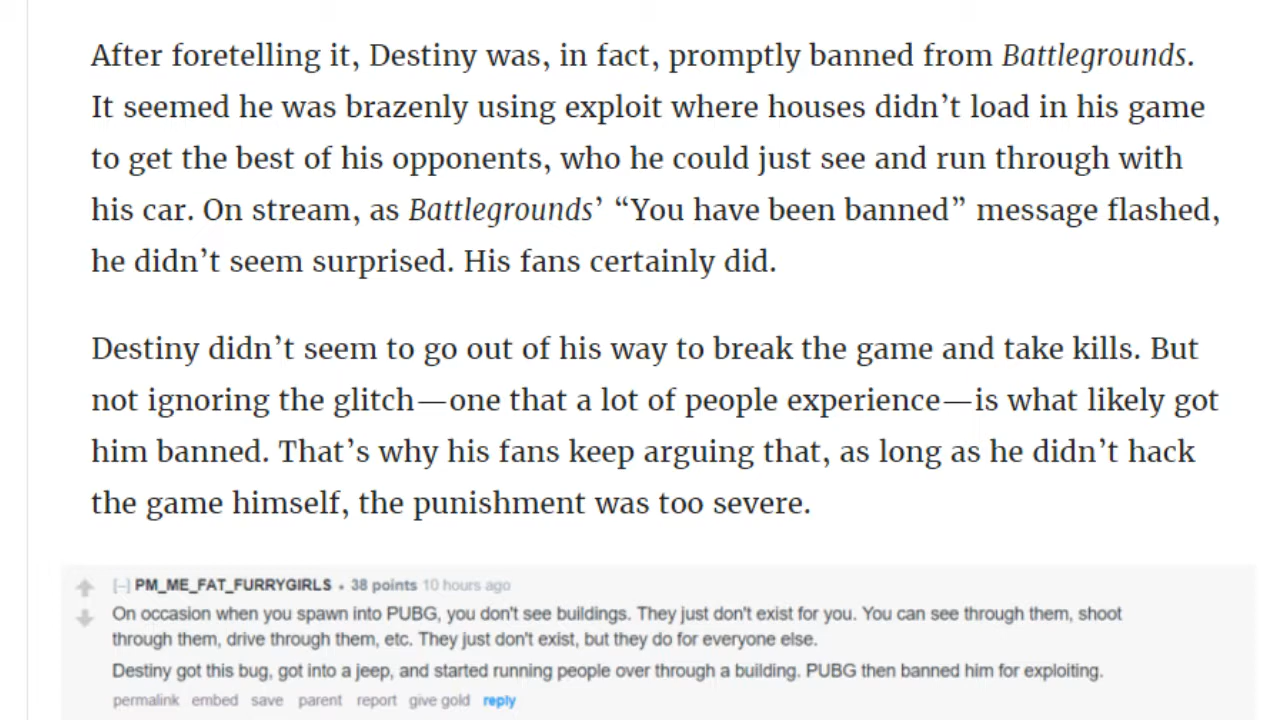 After foretelling it, Destiny was, in fact, promptly banned from Battlegrounds.
It seemed he was brazenly using exploit where houses didn’t load in his game
to get the best of his opponents, who he could just see and run through with
his car. On stream, as Battlegrounds’ “You have been banned” message flashed,
he didn’t seem surprised. His fans certainly did.
Destiny didn’t seem to go out of his way to break the game and take kills. But
not ignoring the glitch—one that a lot of people experience—is what likely got
him banned. That’s why his fans keep arguing that, as long as he didn’t hack
the game himself, the punishment was too severe.
[–] PM_ME_FAT_FURRYGIRLS • 38 points 10 hours ago
On occasion when you spawn into PUBG, you don't see buildings. They just don't exist for you. You can see through them, shoot
through them, drive through them, etc. They just don't exist, but they do for everyone else.
Destiny got this bug, got into a jeep, and started running people over through a building. PUBG then banned him for exploiting.
permalink embed save parent report give gold reply